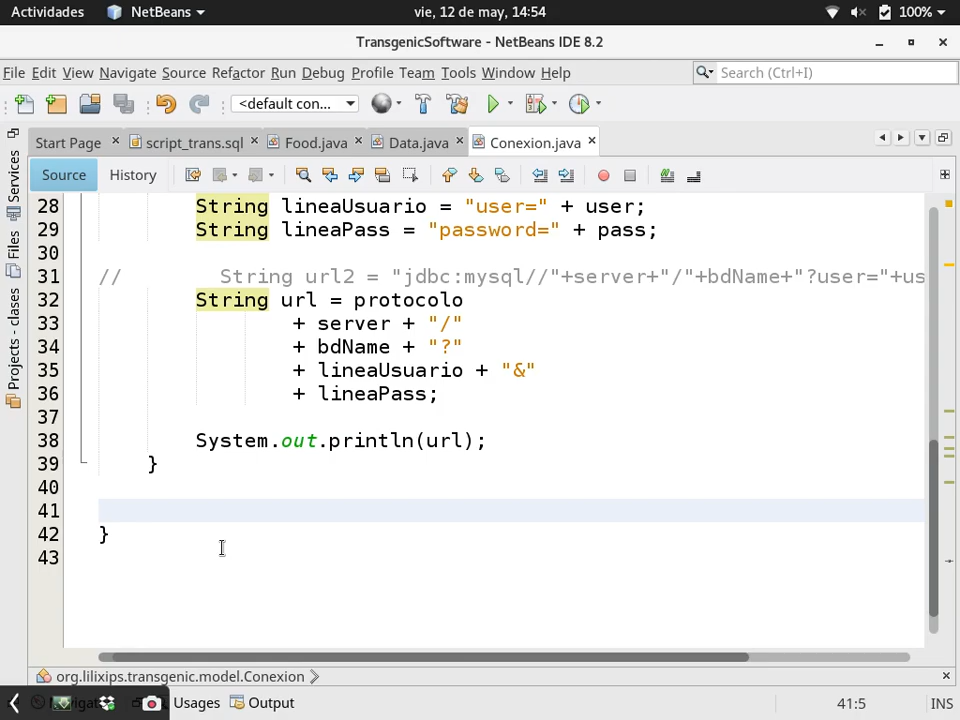 Actividades NetBeans vie, 12 de may, 14:54 100%
TransgenicSoftware - NetBeans IDE 8.2
File Edit View Navigate Source Refactor Run Debug Profile Team Tools Window Help Search (Ctrl+I)
<default con...
Start Page script_trans.sql Food.java Data.java Conexion.java
Source History
Services
Files
Projects - clases
28 String lineaUsuario = "user=" + user;
29 String lineaPass = "password=" + pass;
30
31 // String url2 = "jdbc:mysql//"+server+"/"+bdName+"?user="+us
32 String url = protocolo
33 + server + "/"
34 + bdName + "?"
35 + lineaUsuario + "&"
36 + lineaPass;
37
38 System.out.println(url);
39 }
40
41
42 }
43
org.lilixips.transgenic.model.Conexion
Usages Output 41:5 INS